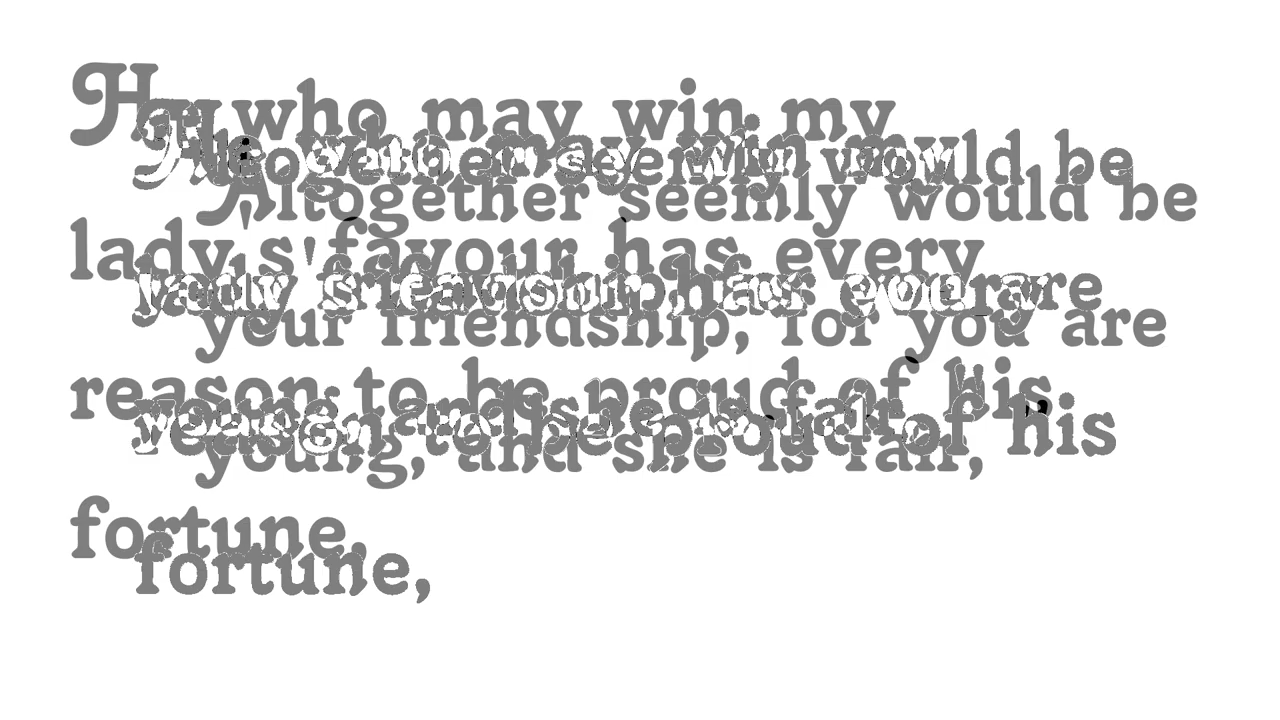 He who may win my
lady's favour has every
reason to be proud of his
fortune,
Altogether seemly would be
your friendship, for you are
young, and she is fair,